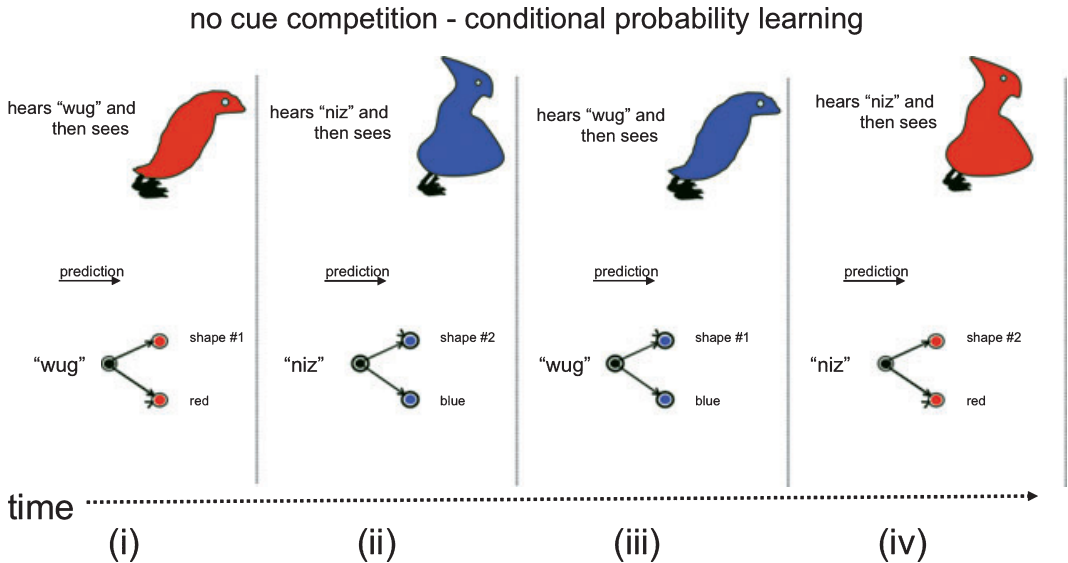 no cue competition - conditional probability learning
hears “wug” and
then sees
hears “niz” and
then sees
hears “wug” and
then sees
hears “niz” and
then sees
prediction
prediction
prediction
prediction
shape #1
“wug”
red
shape #2
“niz”
blue
shape #1
“wug”
blue
shape #2
“niz”
red
time
(i)
(ii)
(iii)
(iv)